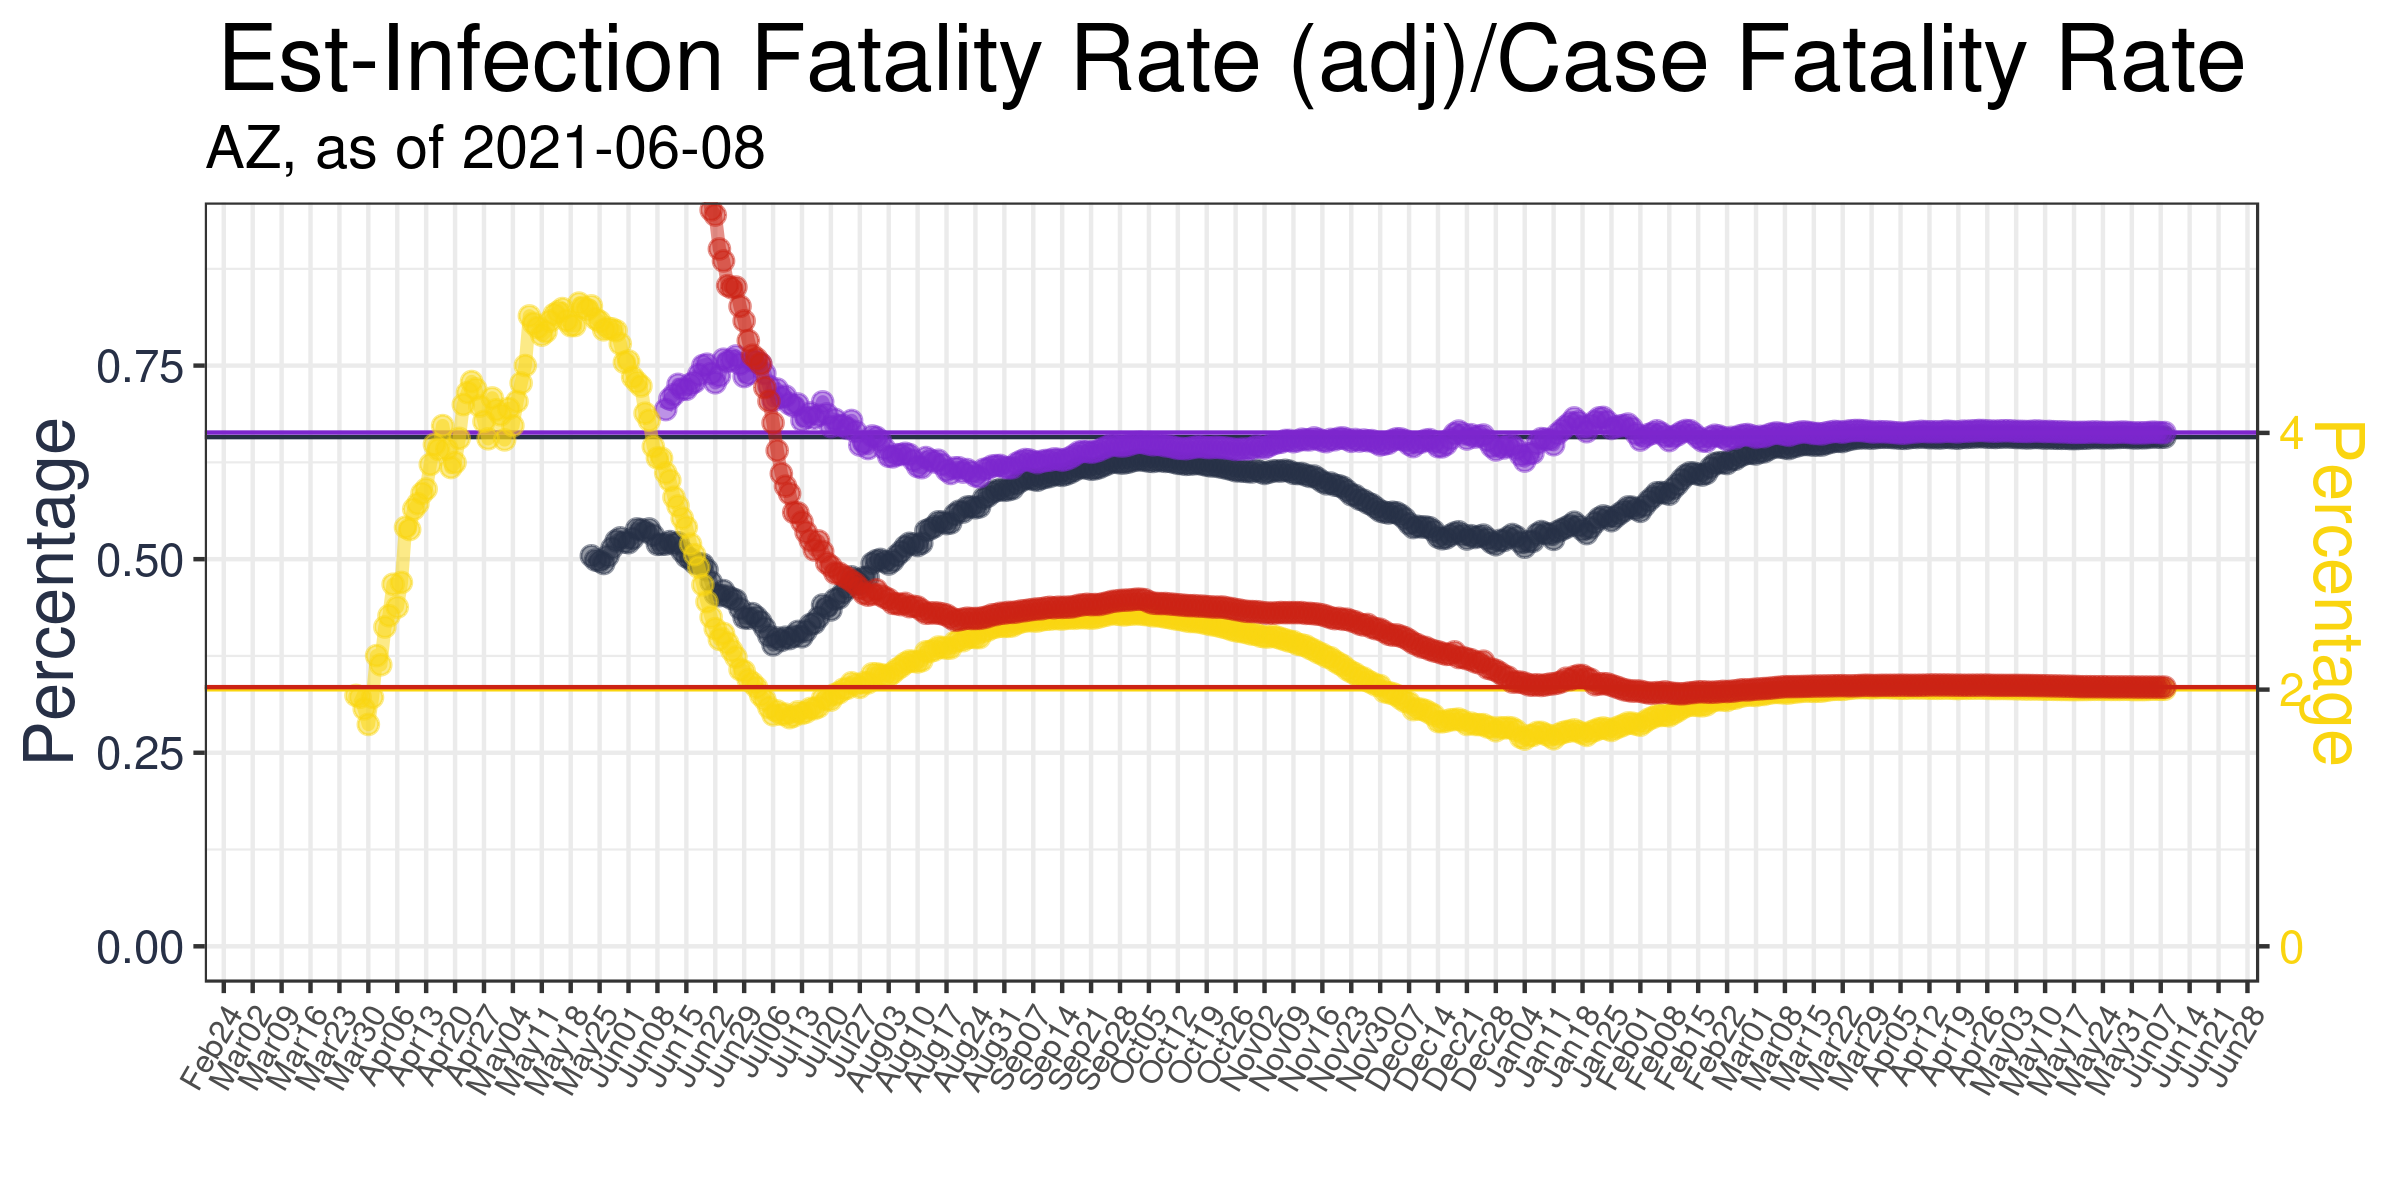 Est-Infection Fatality Rate (adj)/Case Fatality Rate
AZ, as of 2021-06-08
Percentage
0.75
0.50
0.25
0.00
4
2
0
Percentage
Feb24
Mar02
Mar09
Mar16
Mar23
Mar30
Apr06
Apr13
Apr20
Apr27
May04
May11
May18
May25
Jun01
Jun08
Jun15
Jun22
Jun29
Jul06
Jul13
Jul20
Jul27
Aug03
Aug10
Aug17
Aug24
Aug31
Sep07
Sep14
Sep21
Sep28
Oct05
Oct12
Oct19
Oct26
Nov02
Nov09
Nov16
Nov23
Nov30
Dec07
Dec14
Dec21
Dec28
Jan04
Jan11
Jan18
Jan25
Feb01
Feb08
Feb15
Feb22
Mar01
Mar08
Mar15
Mar22
Mar29
Apr05
Apr12
Apr19
Apr26
May03
May10
May17
May24
May31
Jun07
Jun14
Jun21
Jun28